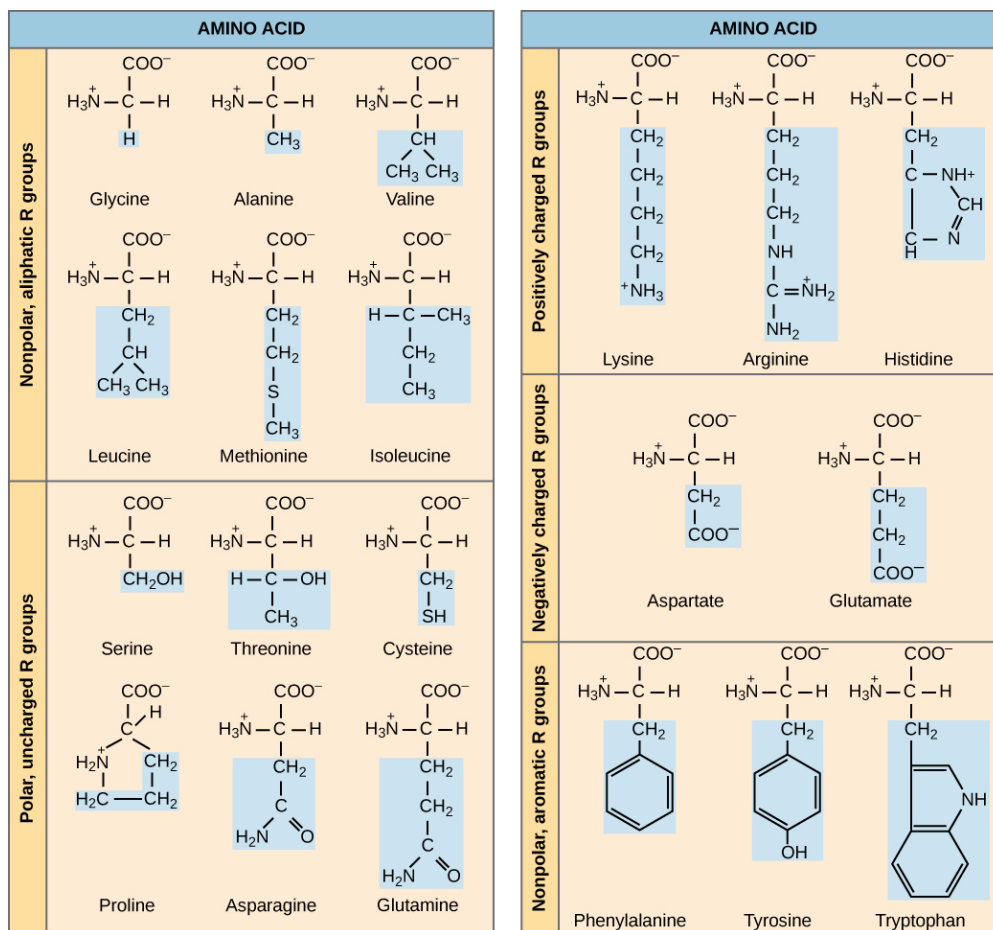 AMINO ACID
Nonpolar, aliphatic R groups
COO⁻ COO⁻ COO⁻
H₃N⁺ C H H₃N⁺ C H H₃N⁺ C H
H CH₃ CH
CH₃ CH₃
Glycine Alanine Valine
COO⁻ COO⁻ COO⁻
H₃N⁺ C H H₃N⁺ C H H₃N⁺ C H
CH₂ CH₂ H C CH₃
CH CH₂ CH₂
CH₃ CH₃ S CH₃
CH₃
Leucine Methionine Isoleucine
Polar, uncharged R groups
COO⁻ COO⁻ COO⁻
H₃N⁺ C H H₃N⁺ C H H₃N⁺ C H
CH₂OH H C OH CH₂
CH₃ SH
Serine Threonine Cysteine
COO⁻ COO⁻ COO⁻
H
C H₃N⁺ C H H₃N⁺ C H
H₂N⁺ CH₂ CH₂ CH₂
H₂C CH₂ C CH₂
H₂N O C
H₂N O
Proline Asparagine Glutamine
AMINO ACID
Positively charged R groups
COO⁻ COO⁻ COO⁻
H₃N⁺ C H H₃N⁺ C H H₃N⁺ C H
CH₂ CH₂ CH₂
CH₂ CH₂ C NH+
CH₂ CH₂ CH
CH₂ NH C N
H
⁺NH₃ C N⁺H₂
NH₂
Lysine Arginine Histidine
Negatively charged R groups
COO⁻ COO⁻
H₃N⁺ C H H₃N⁺ C H
CH₂ CH₂
COO⁻ CH₂
COO⁻
Aspartate Glutamate
Nonpolar, aromatic R groups
COO⁻ COO⁻ COO⁻
H₃N⁺ C H H₃N⁺ C H H₃N⁺ C H
CH₂ CH₂ CH₂
NH
OH
Phenylalanine Tyrosine Tryptophan